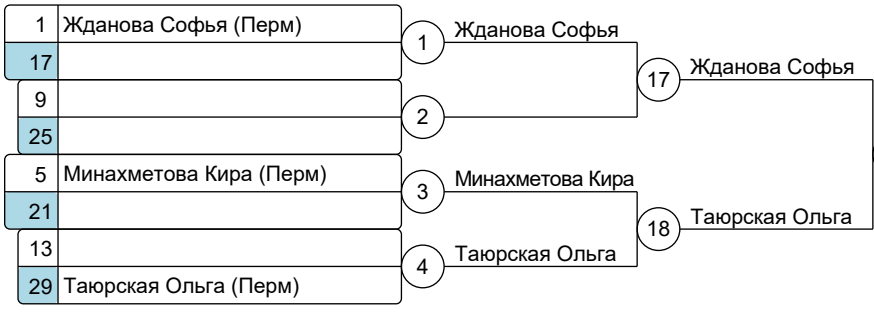 1 Жданова Софья (Перм)
17
1 Жданова Софья
9
25
2
17 Жданова Софья
5 Минахметова Кира (Перм)
21
3 Минахметова Кира
13
29 Таюрская Ольга (Перм)
4 Таюрская Ольга
18 Таюрская Ольга